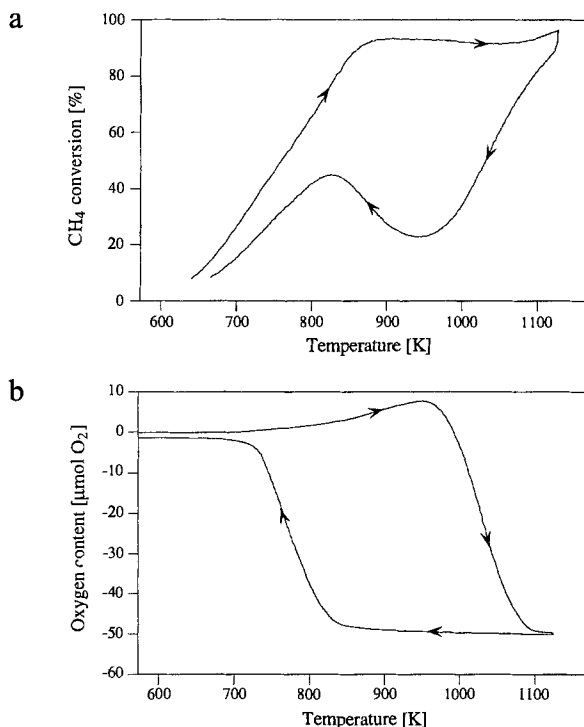 a
100
80
60
40
20
0
CH4 conversion [%]
600 700 800 900 1000 1100
Temperature [K]
b
10
0
-10
-20
-30
-40
-50
-60
Oxygen content [μmol O2]
600 700 800 900 1000 1100
Temperature [K]